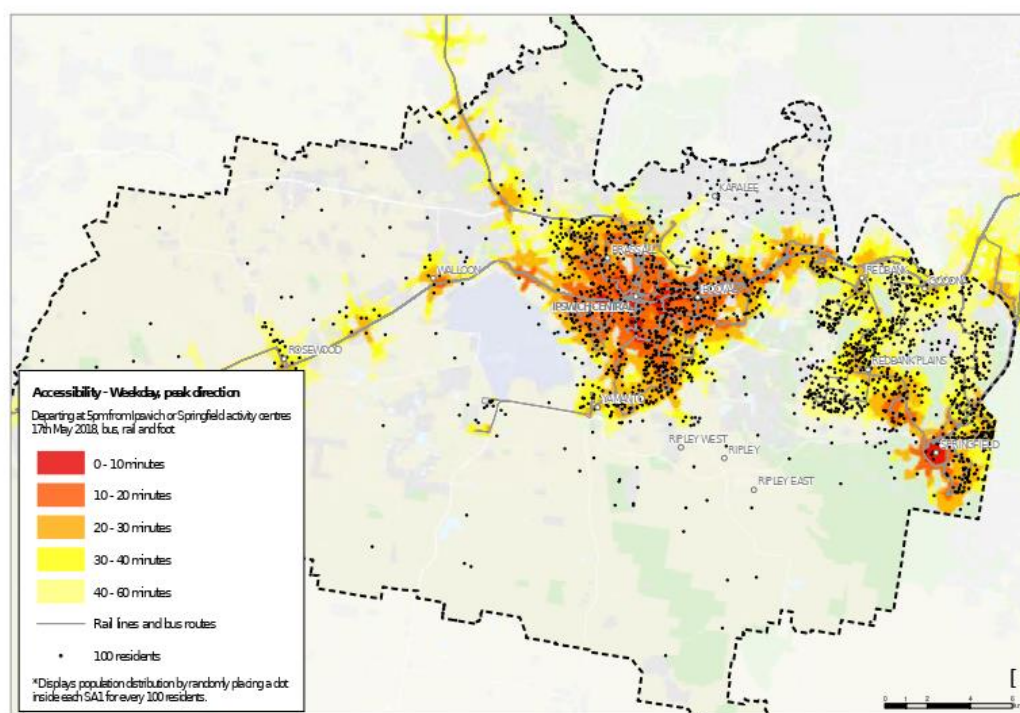 KARALEE
BRASSALL
WALLOON
REDBANK
GOODNA
BOOVAL
IPSWICH CENTRAL
ROSEWOOD
REDBANK PLAINS
YAMANTO
SPRINGFIELD
RIPLEY WEST
RIPLEY
RIPLEY EAST
Accessibility - Weekday, peak direction
Departing at 5pm from Ipswich or Springfield activity centres
17th May 2018, bus, rail and foot
0 - 10 minutes
10 - 20 minutes
20 - 30 minutes
30 - 40 minutes
40 - 60 minutes
Rail lines and bus routes
100 residents
*Displays population distribution by randomly placing a dot
inside each SA1 for every 100 residents.
0 1 2 4 6